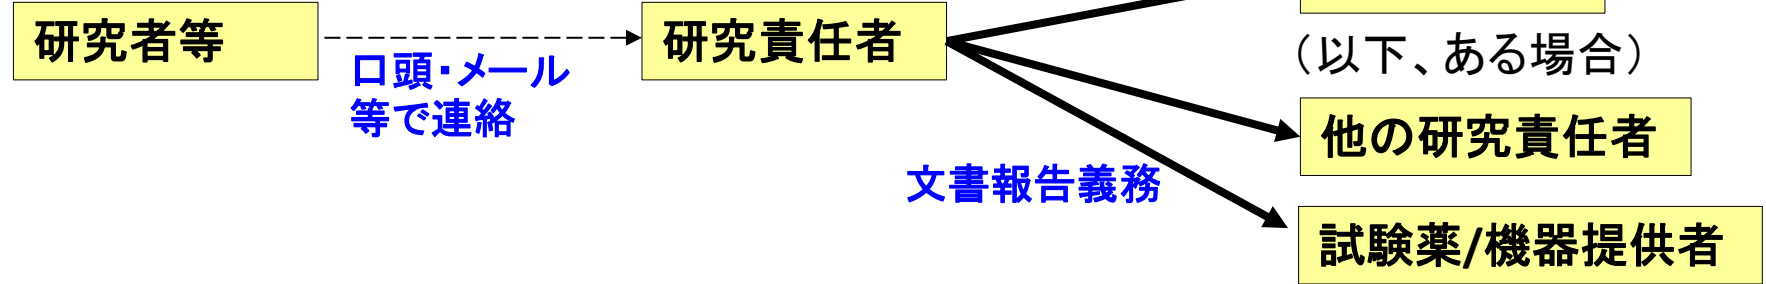 研究者等
口頭・メール
等で連絡
研究責任者
(以下、ある場合)
他の研究責任者
文書報告義務
試験薬/機器提供者